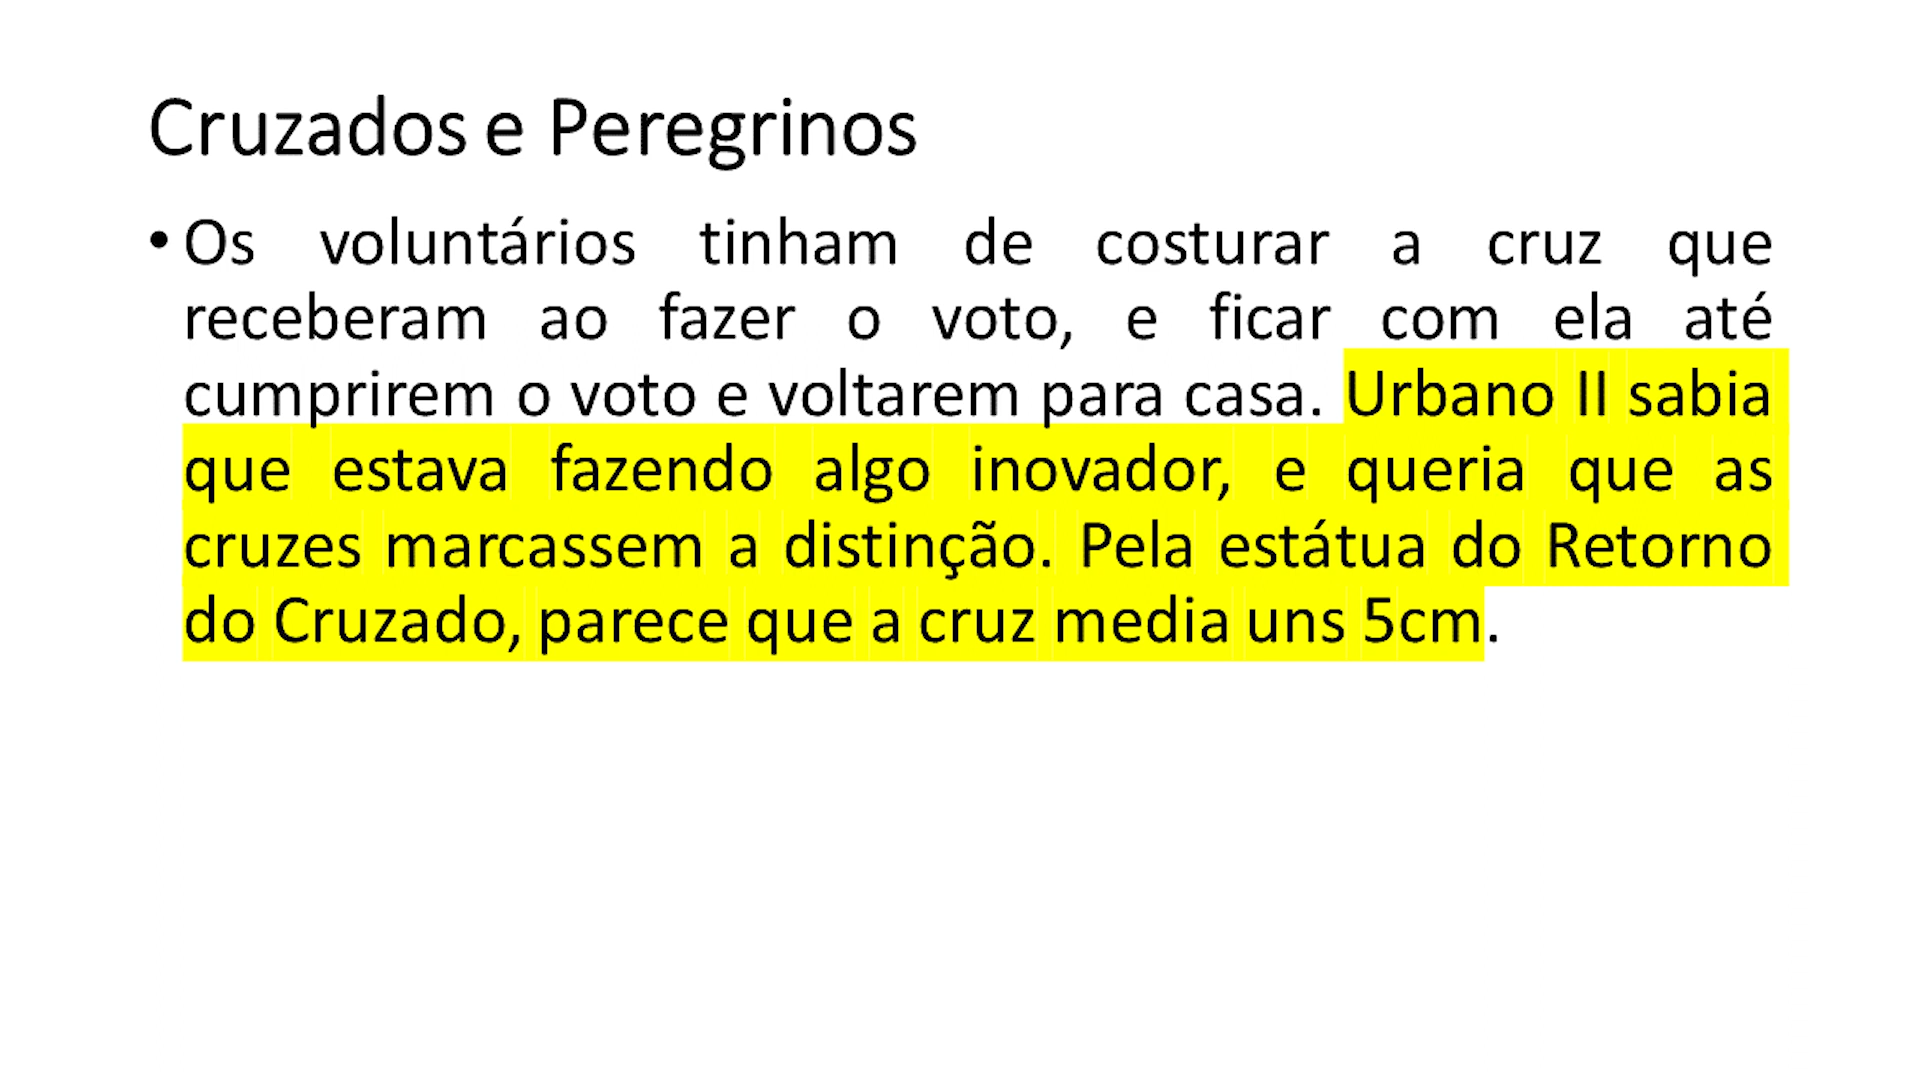 Cruzados e Peregrinos
• Os voluntários tinham de costurar a cruz que
receberam ao fazer o voto, e ficar com ela até
cumprirem o voto e voltarem para casa. Urbano II sabia
que estava fazendo algo inovador, e queria que as
cruzes marcassem a distinção. Pela estátua do Retorno
do Cruzado, parece que a cruz media uns 5cm.